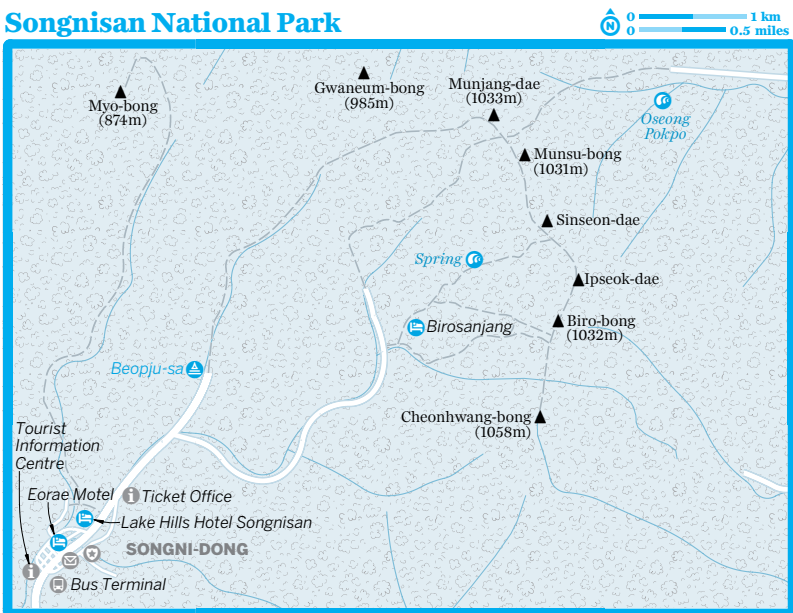 Songnisan National Park
N
0 1 km
0 0.5 miles
Myo-bong
(874m)
Gwaneum-bong
(985m)
Munjang-dae
(1033m)
Oseong
Pokpo
Munsu-bong
(1031m)
Sinseon-dae
Spring
Ipseok-dae
Birosanjang
Biro-bong
(1032m)
Beopju-sa
Cheonhwang-bong
(1058m)
Tourist
Information
Centre
Eorae Motel
Ticket Office
Lake Hills Hotel Songnisan
SONGNI-DONG
Bus Terminal